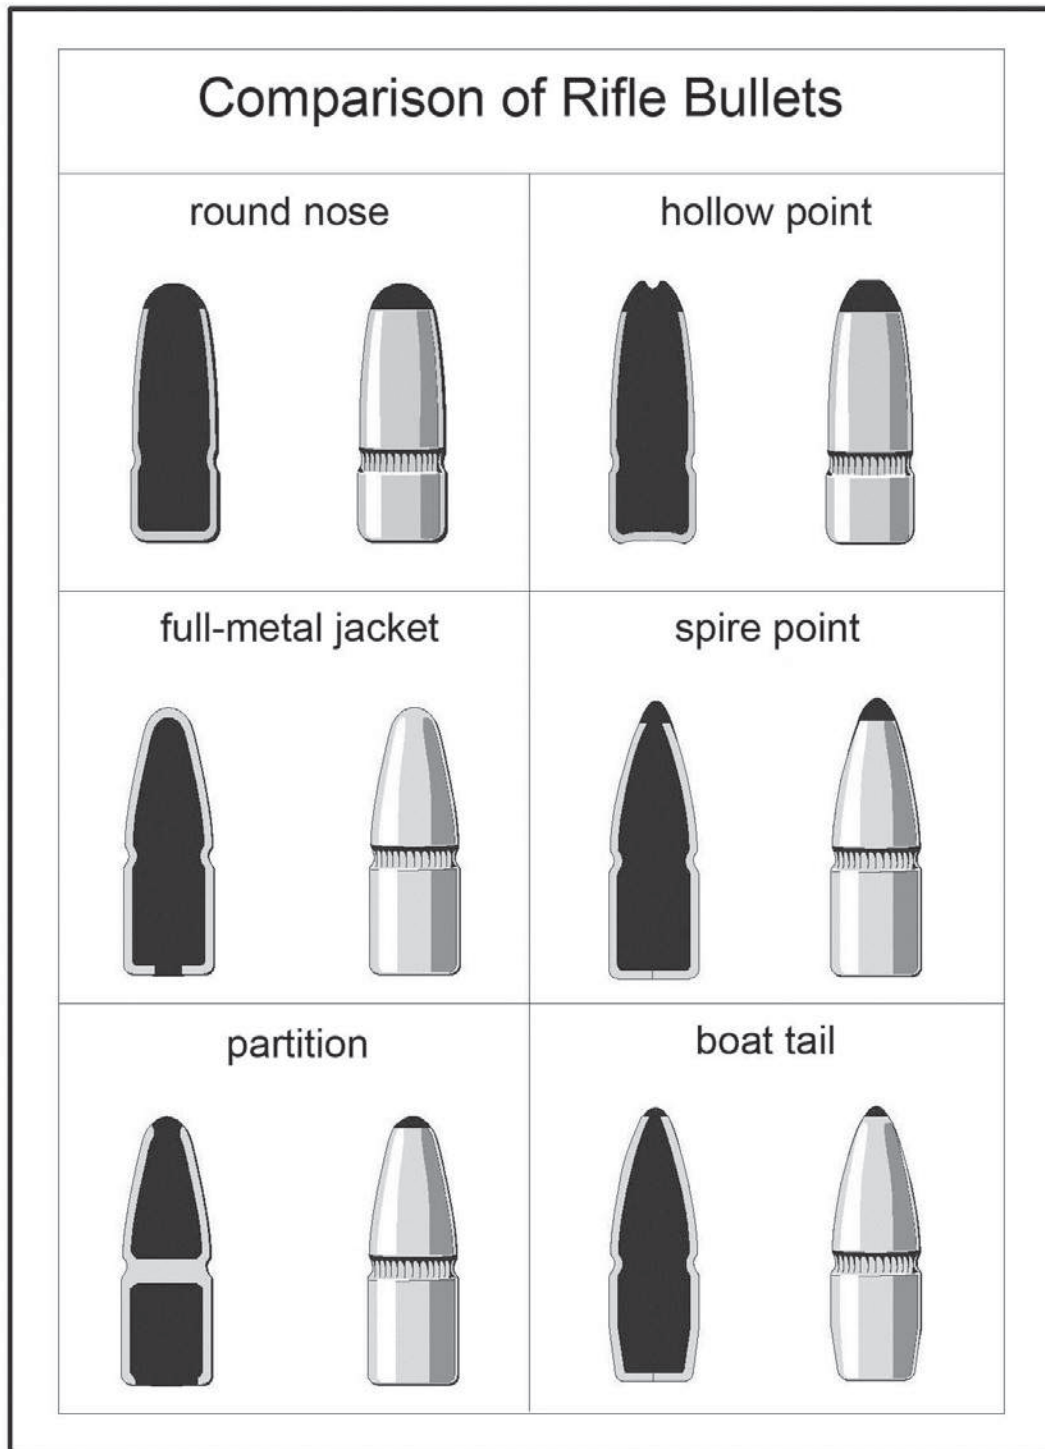 Comparison of Rifle Bullets
round nose
hollow point
full-metal jacket
spire point
partition
boat tail